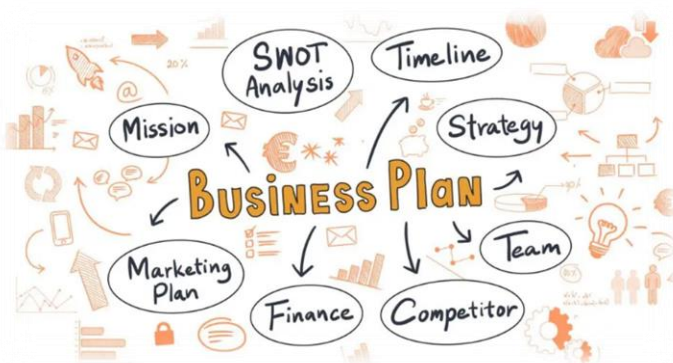 SWOT
Analysis
Timeline
20%
@
Mission
Strategy
€
Business Plan
Team
Marketing
Plan
Finance
Competitor